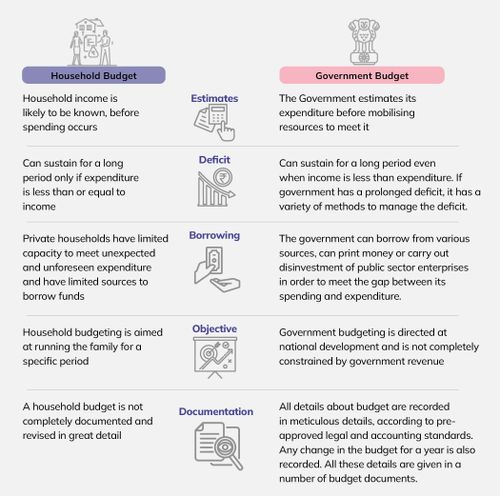 Household Budget
Government Budget
Household income is
likely to be known, before
spending occurs
Estimates
The Government estimates its
expenditure before mobilising
resources to meet it
Can sustain for a long
period only if expenditure
is less than or equal to
income
Deficit
₹
Can sustain for a long period even
when income is less than expenditure. If
government has a prolonged deficit, it has a
variety of methods to manage the deficit.
Private households have limited
capacity to meet unexpected
and unforeseen expenditure
and have limited sources to
borrow funds
Borrowing
The government can borrow from various
sources, can print money or carry out
disinvestment of public sector enterprises
in order to meet the gap between its
spending and expenditure.
Household budgeting is aimed
at running the family for a
specific period
Objective
Government budgeting is directed at
national development and is not completely
constrained by government revenue
A household budget is not
completely documented and
revised in great detail
Documentation
All details about budget are recorded
in meticulous details, according to pre-
approved legal and accounting standards.
Any change in the budget for a year is also
recorded. All these details are given in a
number of budget documents.